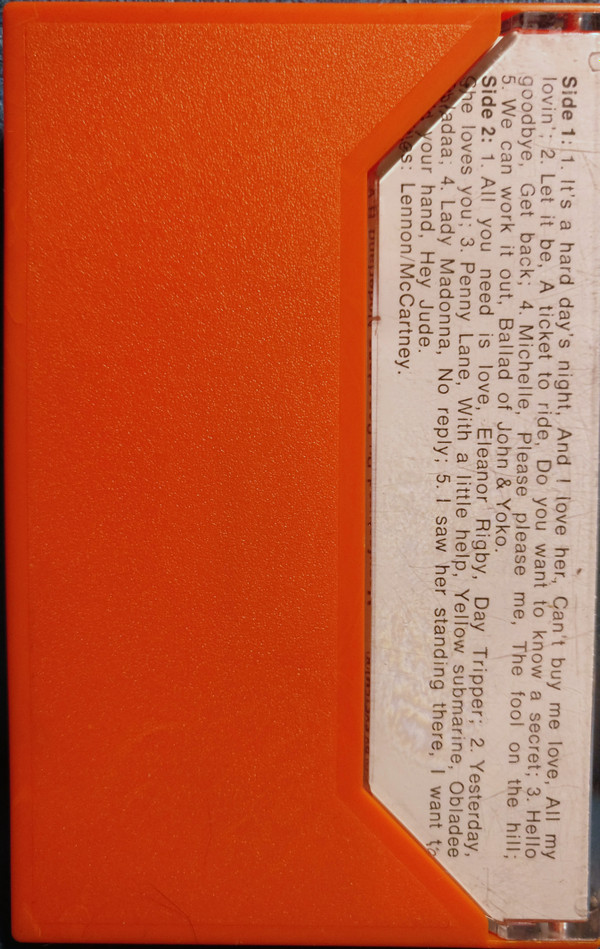 Side 1: 1. It's a hard day's night, And I love her, Can't buy me love, All my
lovin'; 2. Let it be, A ticket to ride, Do you want to know a secret; 3. Hello
goodbye, Get back; 4. Michelle, Please please me, The fool on the hill;
5. We can work it out, Ballad of John & Yoko.
Side 2: 1. All you need is love, Eleanor Rigby, Day Tripper; 2. Yesterday,
She loves you; 3. Penny Lane, With a little help, Yellow submarine, Obladee
4. Lady Madonna, No reply; 5. I saw her standing there, I want to
your hand, Hey Jude.
Lennon/McCartney.